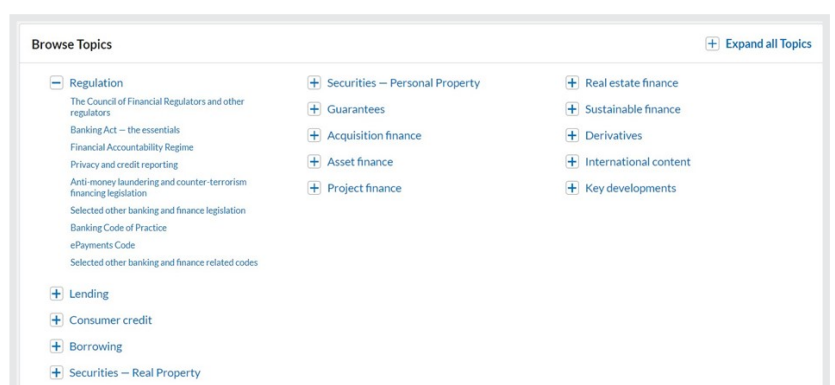 Browse Topics
Expand all Topics
Regulation
The Council of Financial Regulators and other
regulators
Banking Act – the essentials
Financial Accountability Regime
Privacy and credit reporting
Anti-money laundering and counter-terrorism
financing legislation
Selected other banking and finance legislation
Banking Code of Practice
ePayments Code
Selected other banking and finance related codes
Lending
Consumer credit
Borrowing
Securities – Real Property
Securities – Personal Property
Guarantees
Acquisition finance
Asset finance
Project finance
Real estate finance
Sustainable finance
Derivatives
International content
Key developments